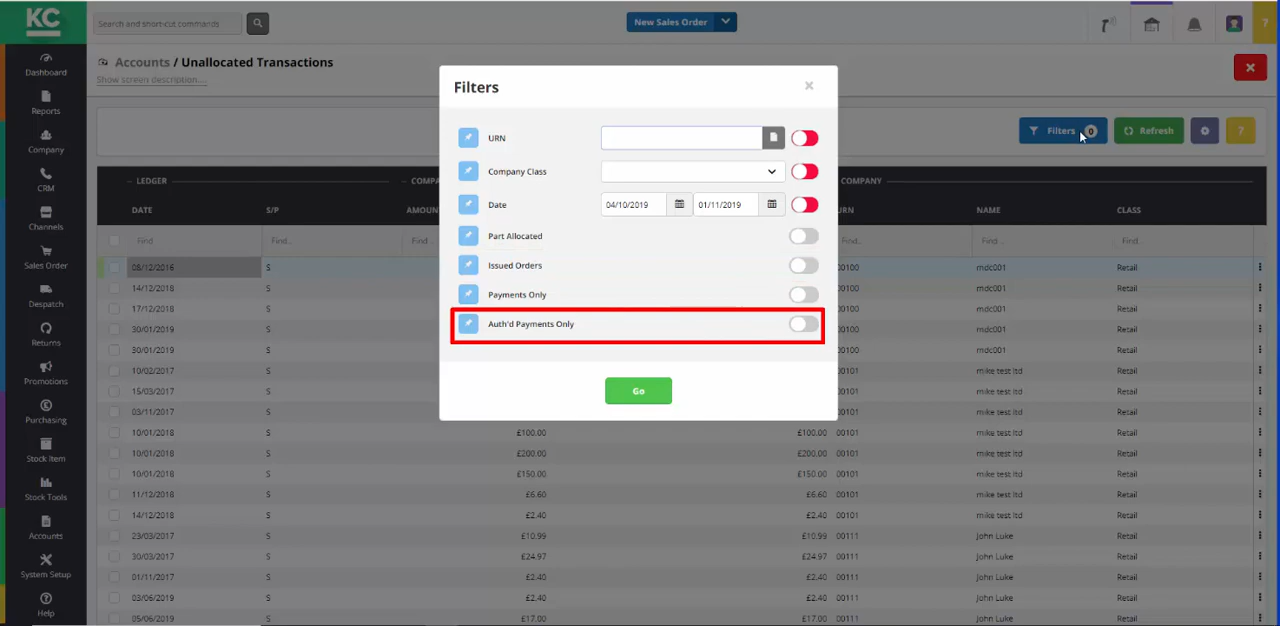 KC
Search and short-cut commands
New Sales Order
?
Accounts / Unallocated Transactions
Show screen description....
Filters 0
Refresh
?
Dashboard
Reports
Company
CRM
Channels
Sales Order
Despatch
Returns
Promotions
Purchasing
Stock Item
Stock Tools
Accounts
System Setup
Help
Filters
URN
Company Class
Date 04/10/2019 01/11/2019
Part Allocated
Issued Orders
Payments Only
Auth'd Payments Only
Go
LEDGER COMPA COMPANY
DATE S/P AMOUN URN NAME CLASS
Find Find... Find... Find... Find... Find...
08/12/2016 S 00100 mdc001 Retail
14/12/2018 S 00100 mdc001 Retail
17/12/2018 S 00100 mdc001 Retail
30/01/2019 S 00100 mdc001 Retail
30/01/2019 S 00100 mdc001 Retail
10/02/2017 S 00101 mike test ltd Retail
15/03/2017 S 00101 mike test ltd Retail
03/11/2017 S 00101 mike test ltd Retail
10/01/2018 S £100.00 £100.00 00101 mike test ltd Retail
10/01/2018 S £200.00 £200.00 00101 mike test ltd Retail
10/01/2018 S £150.00 £150.00 00101 mike test ltd Retail
11/12/2018 S £6.60 £6.60 00101 mike test ltd Retail
14/12/2018 S £2.40 £2.40 00101 mike test ltd Retail
23/03/2017 S £10.99 £10.99 00111 John Luke Retail
30/03/2017 S £24.97 £24.97 00111 John Luke Retail
01/11/2017 S £2.40 £2.40 00111 John Luke Retail
03/06/2019 S £2.40 £2.40 00111 John Luke Retail
05/06/2019 S £17.00 £17.00 00111 John Luke Retail